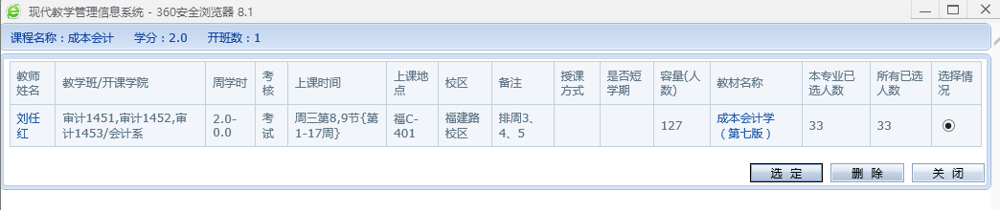 现代教学管理信息系统 - 360安全浏览器 8.1
课程名称：成本会计 学分：2.0 开班数：1
教师姓名 教学班/开课学院 周学时 考核 上课时间 上课地点 校区 备注 授课方式 是否短学期 容量(人数) 教材名称 本专业已选人数 所有已选人数 选择情况
刘任红 审计1451,审计1452,审计1453/会计系 2.0-0.0 考试 周三第8,9节{第1-17周} 福C-401 福建路校区 排周3、4、5 127 成本会计学（第七版） 33 33
选 定 删 除 关 闭